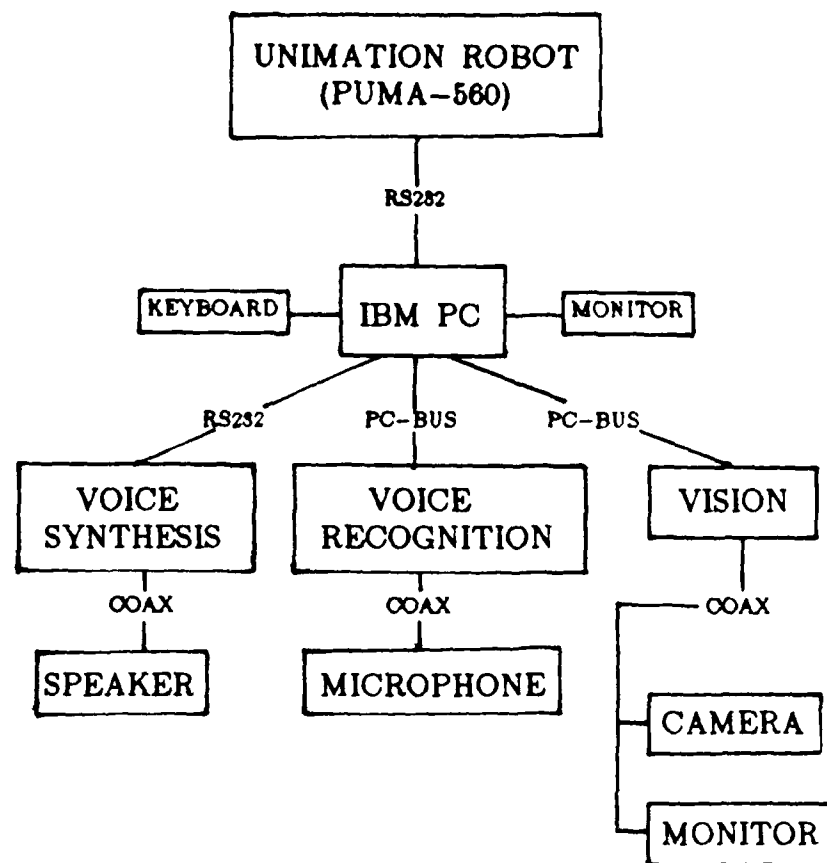 UNIMATION ROBOT
(PUMA-560)
RS232
KEYBOARD
IBM PC
MONITOR
RS232
PC-BUS
PC-BUS
VOICE
SYNTHESIS
VOICE
RECOGNITION
VISION
COAX
COAX
COAX
SPEAKER
MICROPHONE
CAMERA
MONITOR